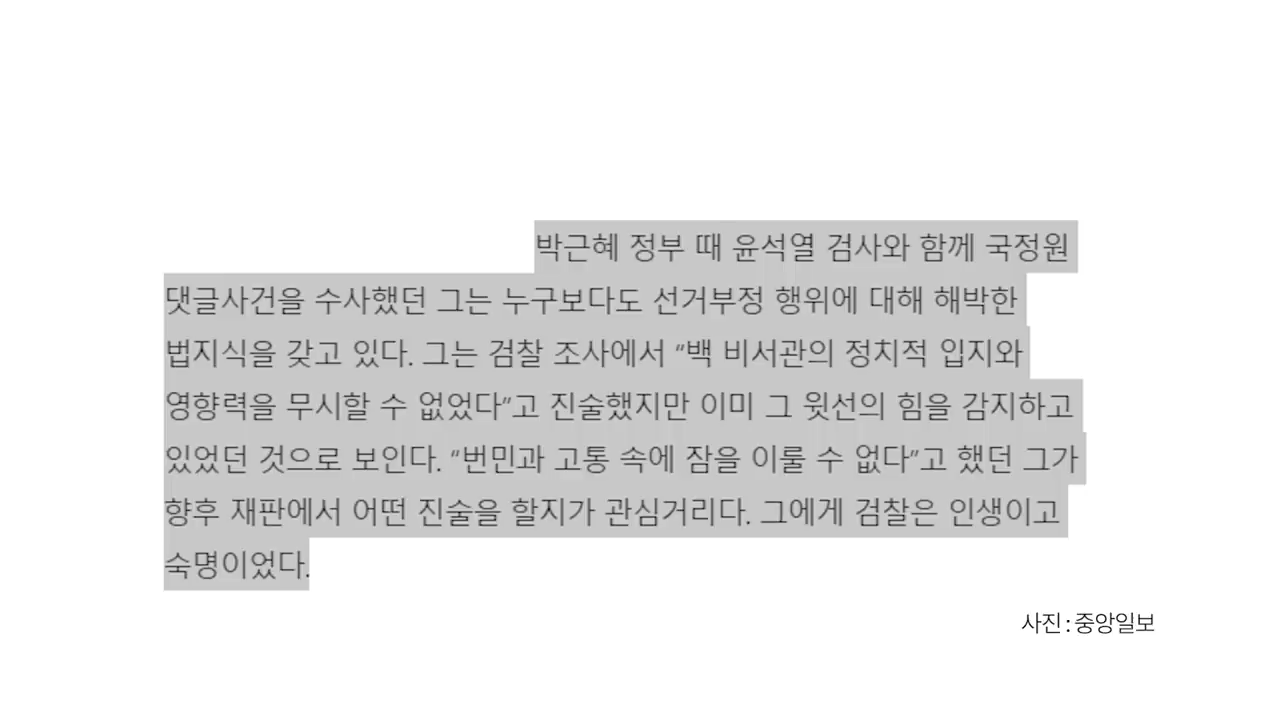 박근혜 정부 때 윤석열 검사와 함께 국정원
댓글사건을 수사했던 그는 누구보다도 선거부정 행위에 대해 해박한
법지식을 갖고 있다. 그는 검찰 조사에서 “백 비서관의 정치적 입지와
영향력을 무시할 수 없었다”고 진술했지만 이미 그 윗선의 힘을 감지하고
있었던 것으로 보인다. “번민과 고통 속에 잠을 이룰 수 없다”고 했던 그가
향후 재판에서 어떤 진술을 할지가 관심거리다. 그에게 검찰은 인생이고
숙명이었다.
사진 : 중앙일보